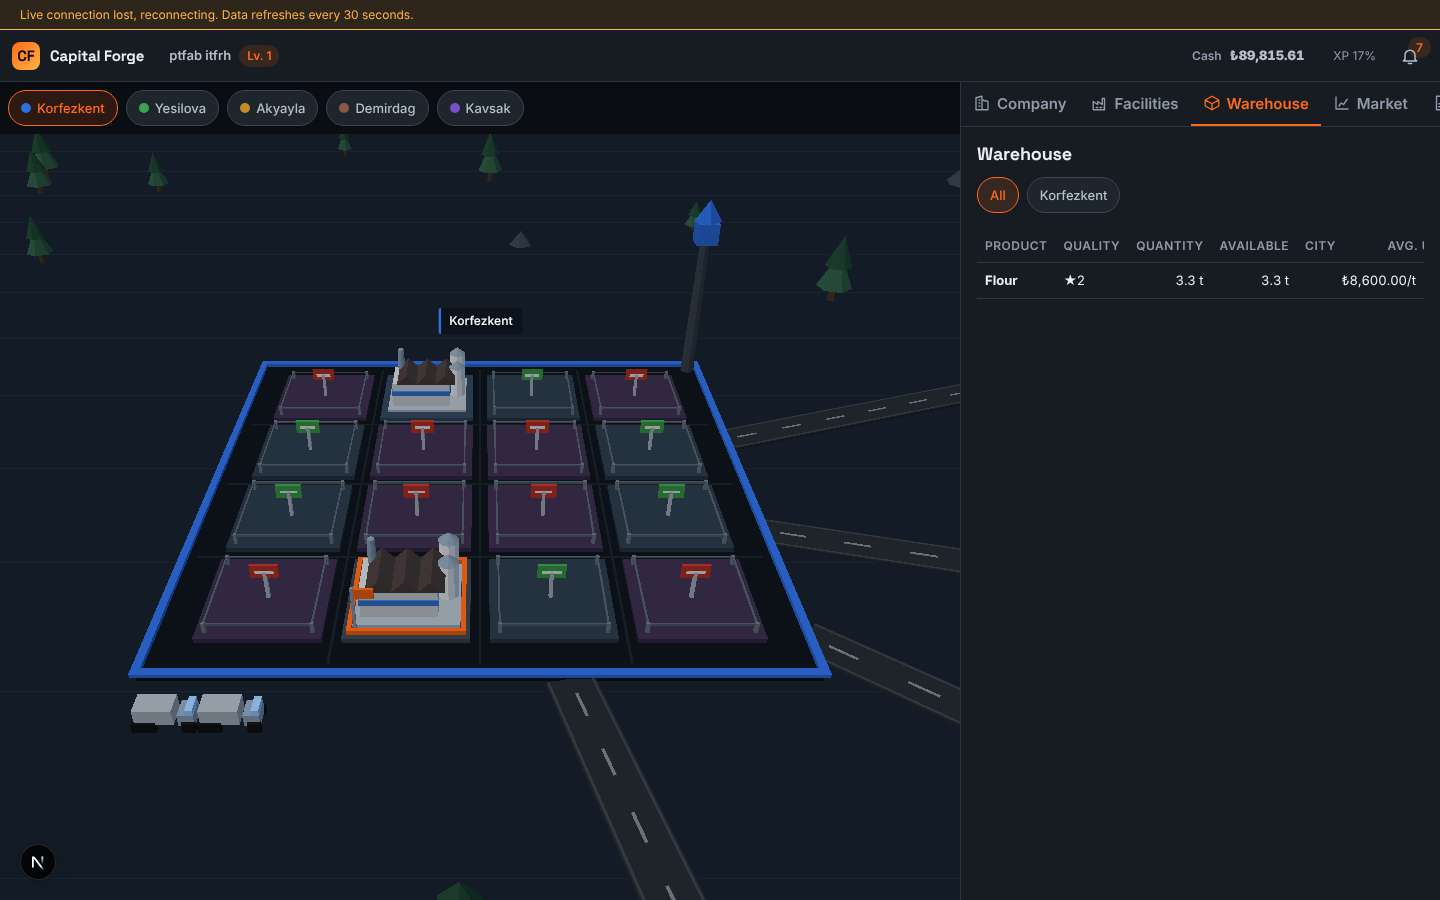 Live connection lost, reconnecting. Data refreshes every 30 seconds.
CF Capital Forge ptfab itfrh Lv. 1 Cash ₺89,815.61 XP 17% 7
Korfezkent Yesilova Akyayla Demirdag Kavsak
Company Facilities Warehouse Market
Warehouse
All Korfezkent
PRODUCT QUALITY QUANTITY AVAILABLE CITY AVG.
Flour ★2 3.3 t 3.3 t ₺8,600.00/t
Korfezkent
N